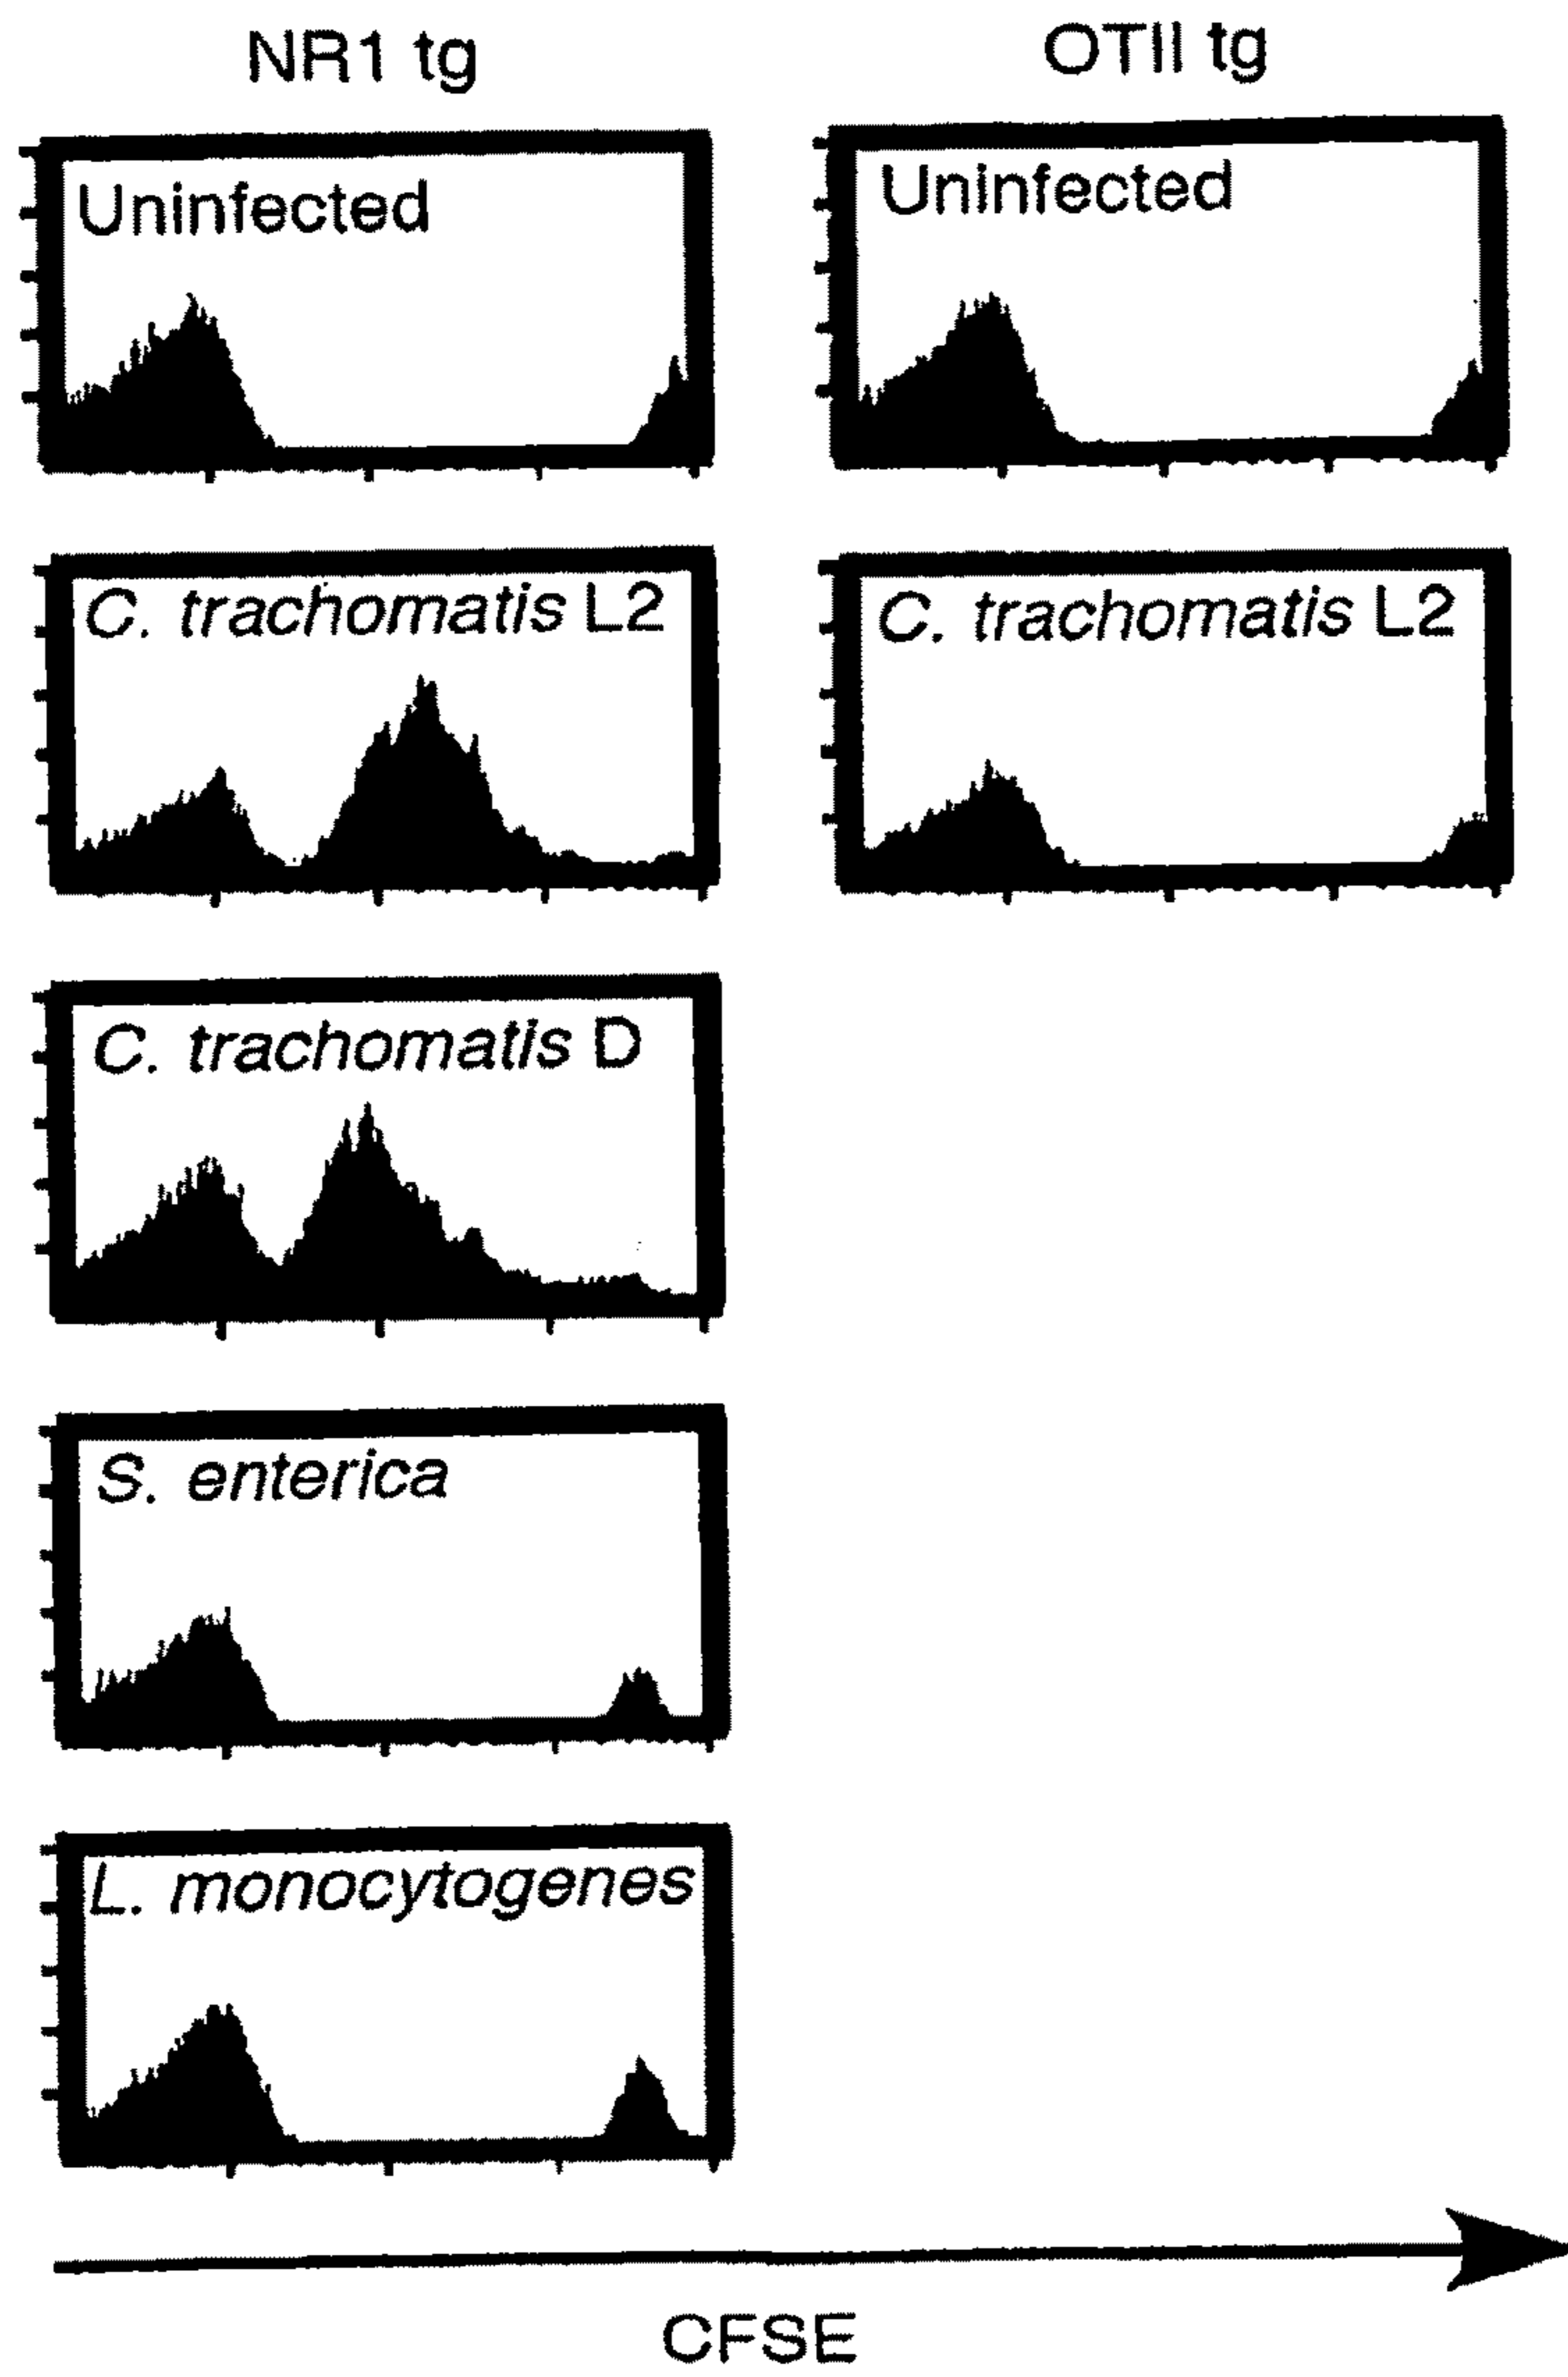 NR1 tg
OTII tg
Uninfected
Uninfected
C. trachomatis L2
C. trachomatis L2
C. trachomatis D
S. enterica
L. monocytogenes
CFSE